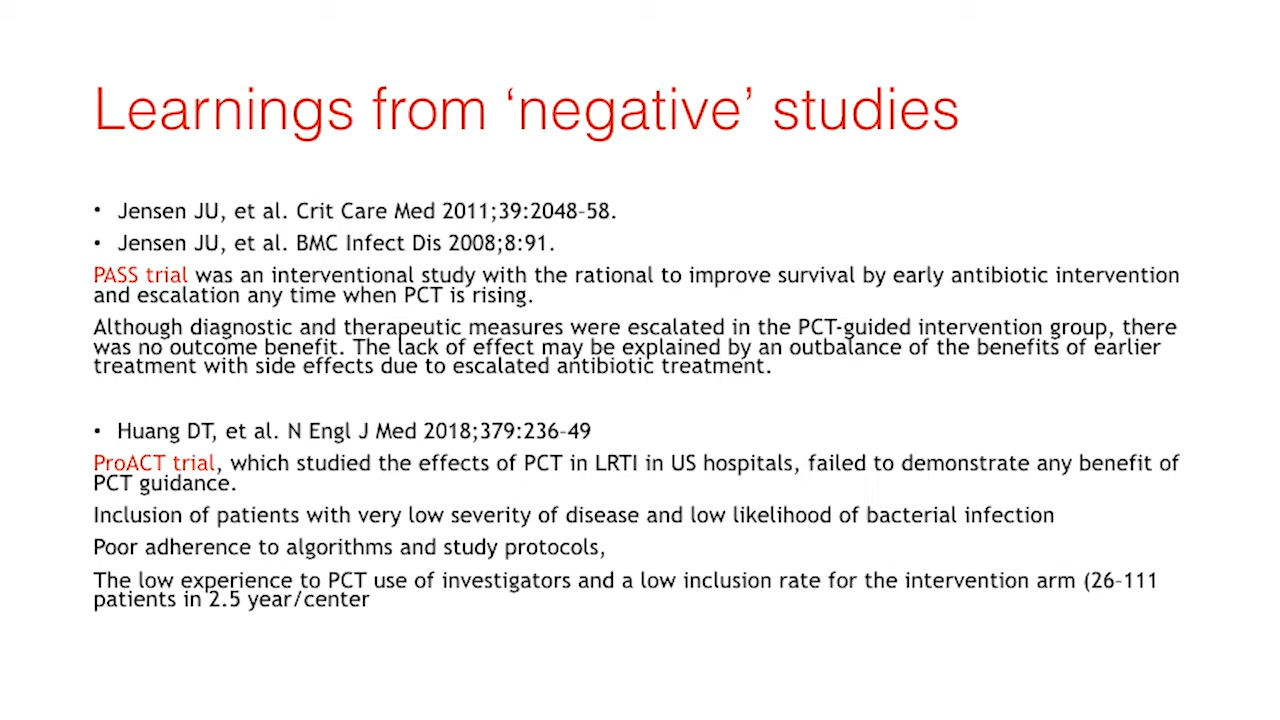 Learnings from ‘negative’ studies
• Jensen JU, et al. Crit Care Med 2011;39:2048–58.
• Jensen JU, et al. BMC Infect Dis 2008;8:91.
PASS trial was an interventional study with the rational to improve survival by early antibiotic intervention
and escalation any time when PCT is rising.
Although diagnostic and therapeutic measures were escalated in the PCT-guided intervention group, there
was no outcome benefit. The lack of effect may be explained by an outbalance of the benefits of earlier
treatment with side effects due to escalated antibiotic treatment.
• Huang DT, et al. N Engl J Med 2018;379:236–49
ProACT trial, which studied the effects of PCT in LRTI in US hospitals, failed to demonstrate any benefit of
PCT guidance.
Inclusion of patients with very low severity of disease and low likelihood of bacterial infection
Poor adherence to algorithms and study protocols,
The low experience to PCT use of investigators and a low inclusion rate for the intervention arm (26–111
patients in 2.5 year/center